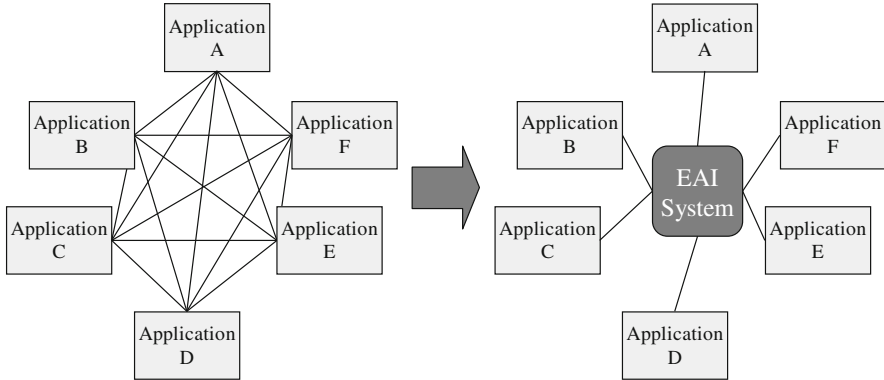 Application
A
Application
B
Application
F
Application
C
Application
E
Application
D
Application
A
Application
B
Application
F
EAI
System
Application
C
Application
E
Application
D